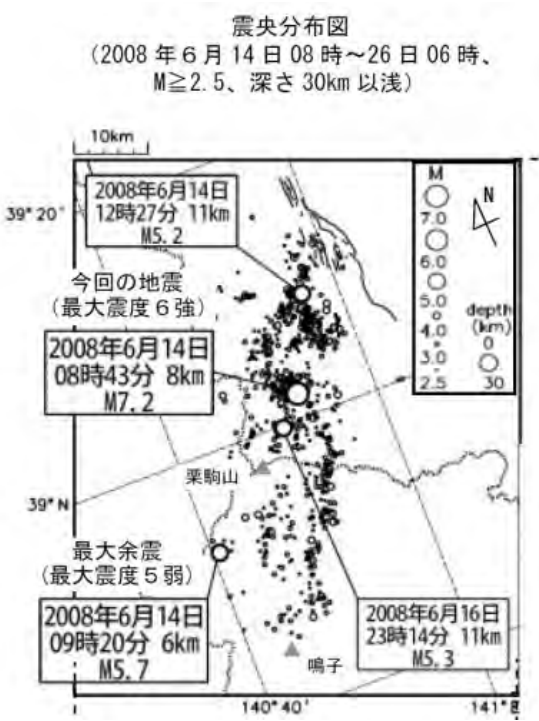 震央分布図
(2008年6月14日08時～26日06時、
M≧2.5、深さ30km以浅)
10km
39°20'
2008年6月14日
12時27分 11km
M5.2
M
7.0
6.0
5.0
4.0
3.0
2.5
N
depth
(km)
0
30
今回の地震
(最大震度6強)
2008年6月14日
08時43分 8km
M7.2
栗駒山
39°N
最大余震
(最大震度5弱)
2008年6月14日
09時20分 6km
M5.7
2008年6月16日
23時14分 11km
M5.3
鳴子
140°40'